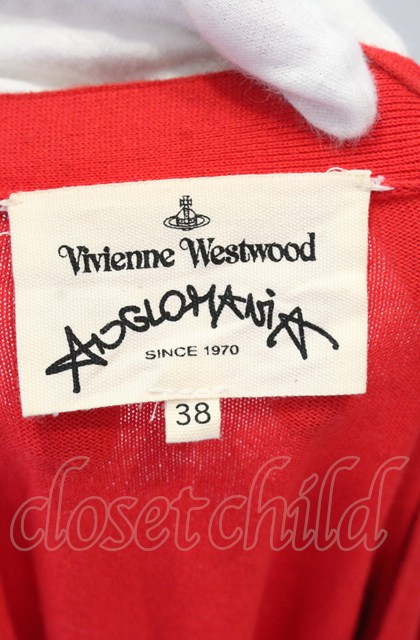 Vivienne Westwood
ANGLOMANiA
SINCE 1970
38
closet child